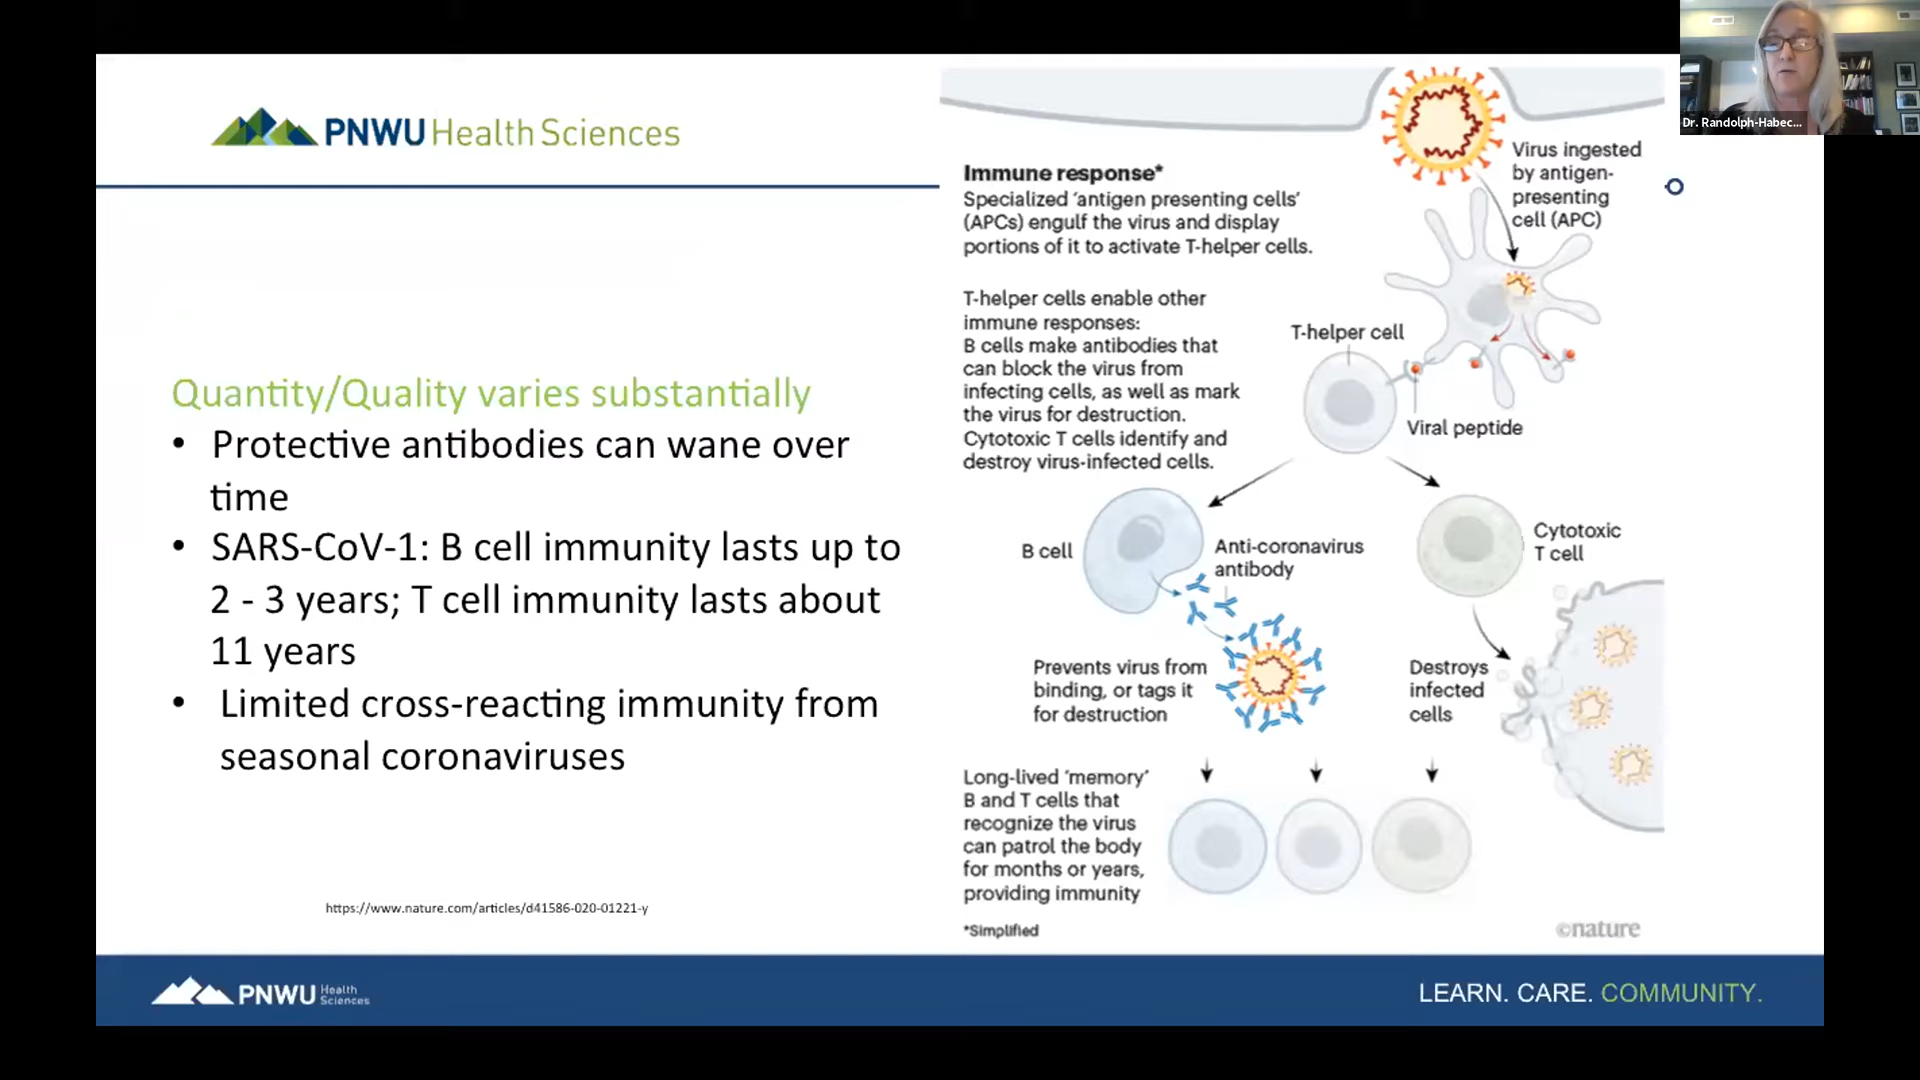 PNWU Health Sciences
Quantity/Quality varies substantially
• Protective antibodies can wane over
time
• SARS-CoV-1: B cell immunity lasts up to
2 - 3 years; T cell immunity lasts about
11 years
• Limited cross-reacting immunity from
seasonal coronaviruses
https://www.nature.com/articles/d41586-020-01221-y
Immune response*
Specialized ‘antigen presenting cells’
(APCs) engulf the virus and display
portions of it to activate T-helper cells.
T-helper cells enable other
immune responses:
B cells make antibodies that
can block the virus from
infecting cells, as well as mark
the virus for destruction.
Cytotoxic T cells identify and
destroy virus-infected cells.
Virus ingested
by antigen-
presenting
cell (APC)
T-helper cell
Viral peptide
B cell
Anti-coronavirus
antibody
Cytotoxic
T cell
Prevents virus from
binding, or tags it
for destruction
Destroys
infected
cells
Long-lived ‘memory’
B and T cells that
recognize the virus
can patrol the body
for months or years,
providing immunity
*Simplified
©nature
PNWU Health
Sciences
LEARN. CARE. COMMUNITY.
Dr. Randolph-Habec...